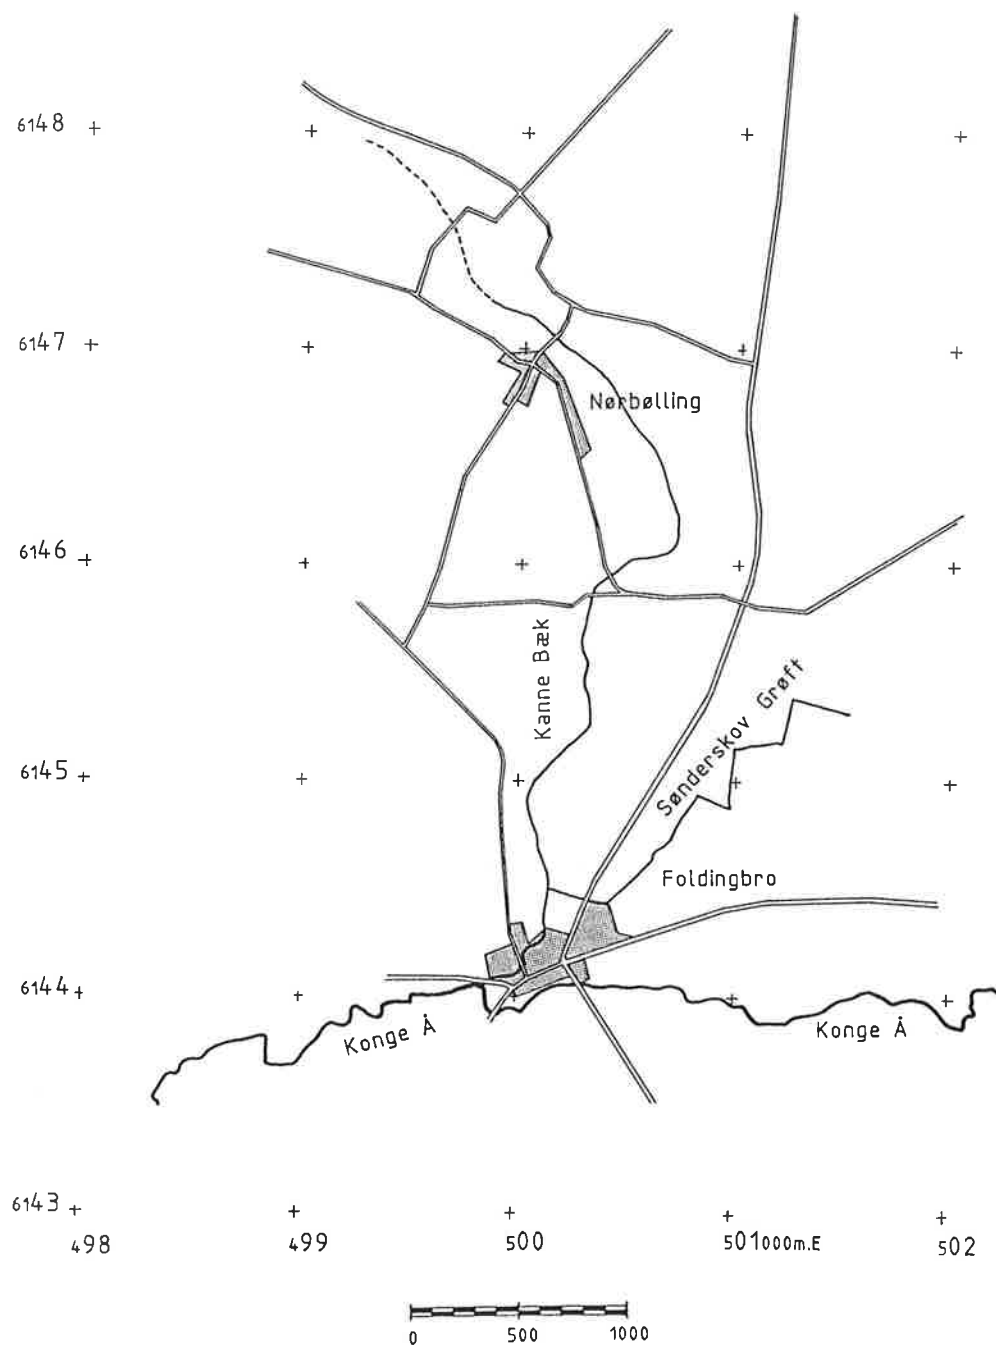 6148
6147
Nørbølling
6146
Kanne Bæk
Sønderskov Grøft
6145
Foldingbro
6144
Konge Å
Konge Å
6143
498 499 500 501000m.E 502
0 500 1000